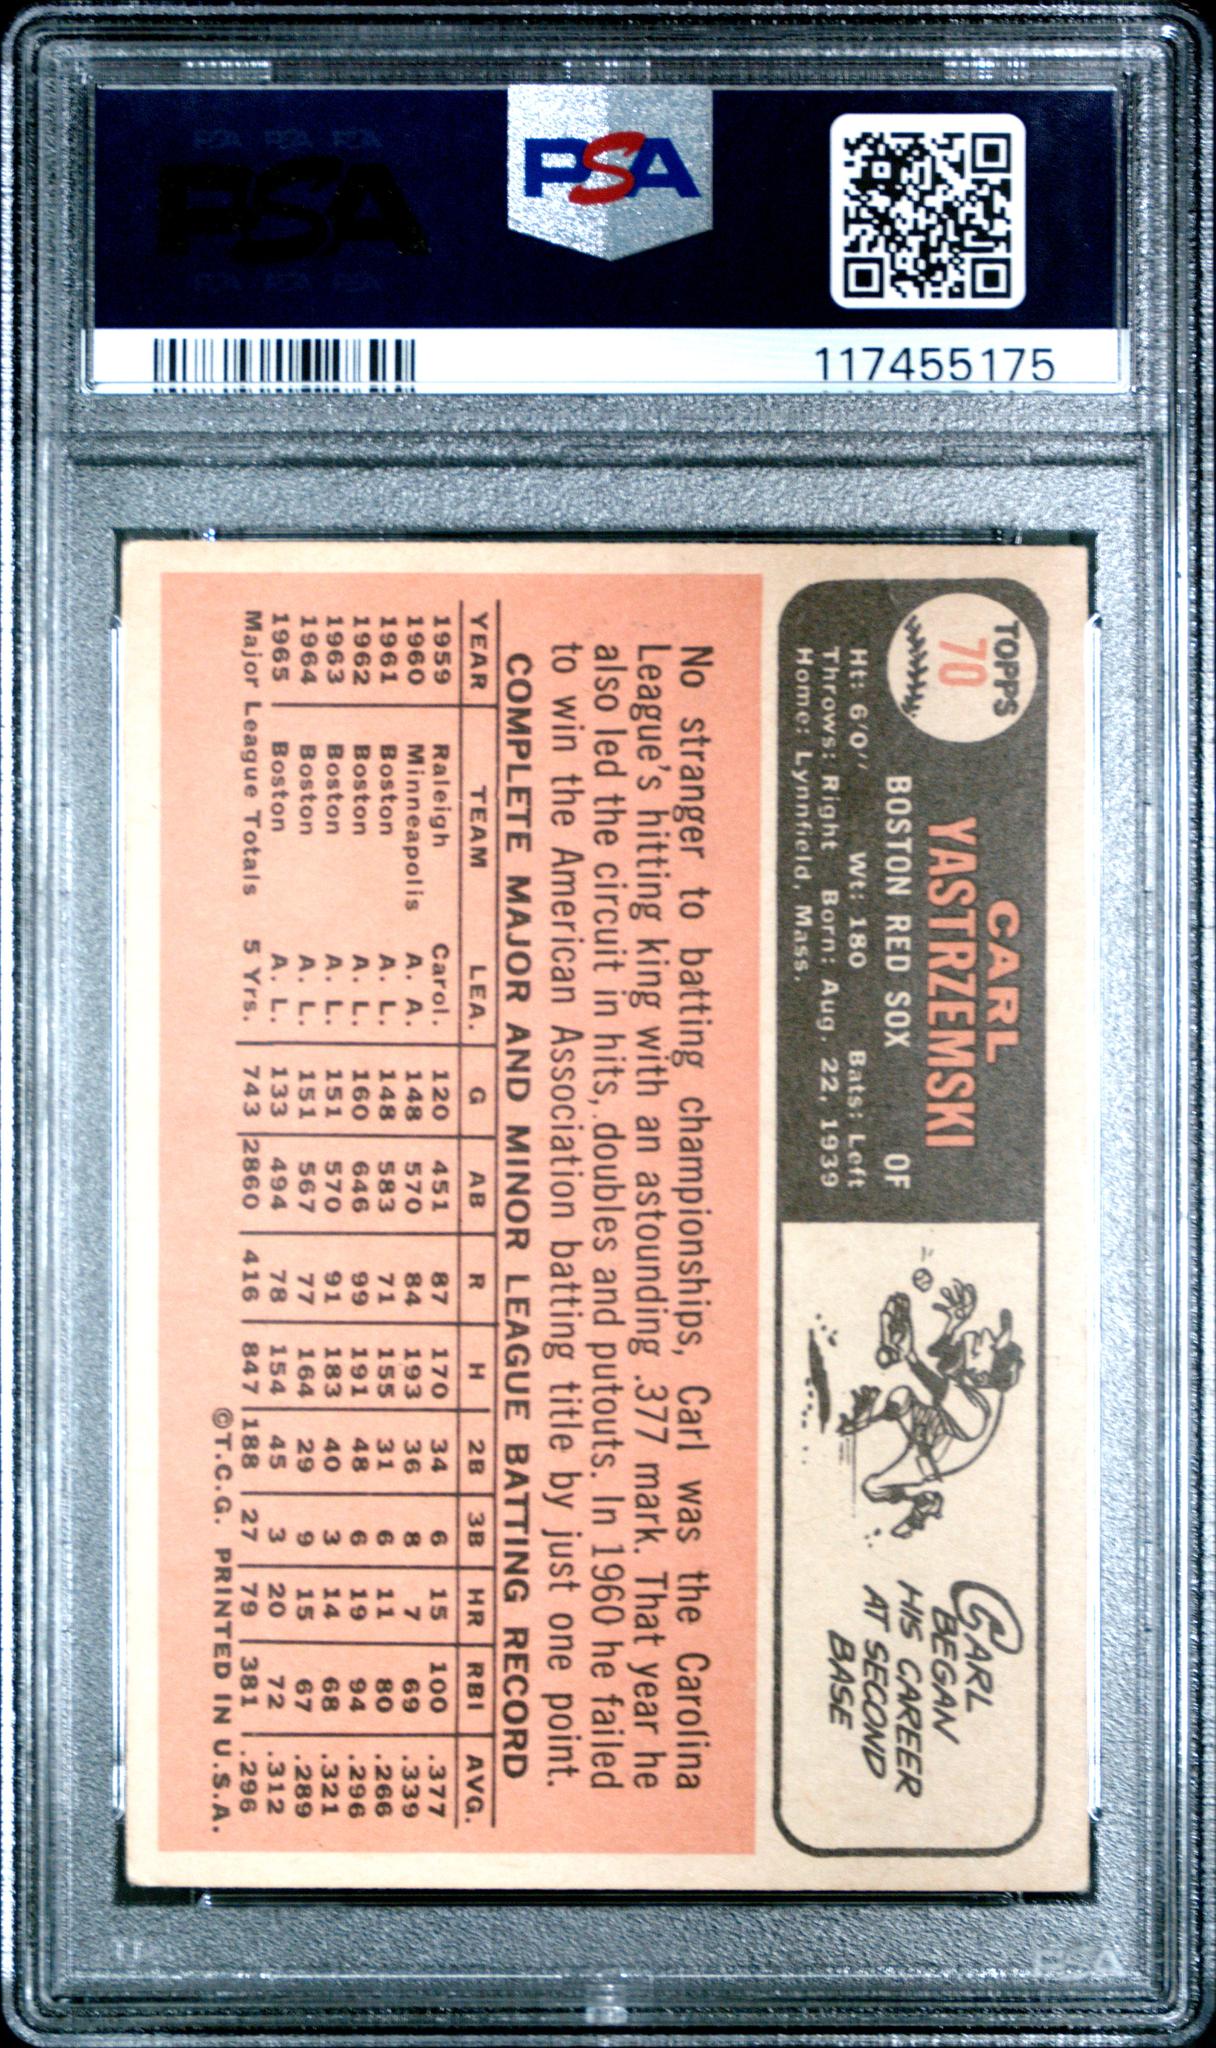 PSA PSA PSA
PSA
PSA PSA PSA
PSA
117455175
TOPPS
70
CARL
YASTRZEMSKI
OF
BOSTON RED SOX
Ht: 6'0" Wt: 180 Bats: Left
Throws: Right Born: Aug. 22, 1939
Home: Lynnfield, Mass.
CARL
BEGAN
HIS CAREER
AT SECOND
BASE
No stranger to batting championships, Carl was the Carolina
League's hitting king with an astounding .377 mark. That year he
also led the circuit in hits, doubles and putouts. In 1960 he failed
to win the American Association batting title by just one point.
COMPLETE MAJOR AND MINOR LEAGUE BATTING RECORD
YEAR TEAM LEA. G AB R H 2B 3B HR RBI AVG.
1959 Raleigh Carol. 120 451 87 170 34 6 15 100 .377
1960 Minneapolis A. A. 148 570 84 193 36 8 7 69 .339
1961 Boston A. L. 148 583 71 155 31 6 11 80 .266
1962 Boston A. L. 160 646 99 191 48 6 19 94 .296
1963 Boston A. L. 151 570 91 183 40 3 14 68 .321
1964 Boston A. L. 151 567 77 164 29 9 15 67 .289
1965 Boston A. L. 133 494 78 154 45 3 20 72 .312
Major League Totals 5 Yrs. 743 2860 416 847 188 27 79 381 .296
©T.C.G. PRINTED IN U.S.A.
PSA